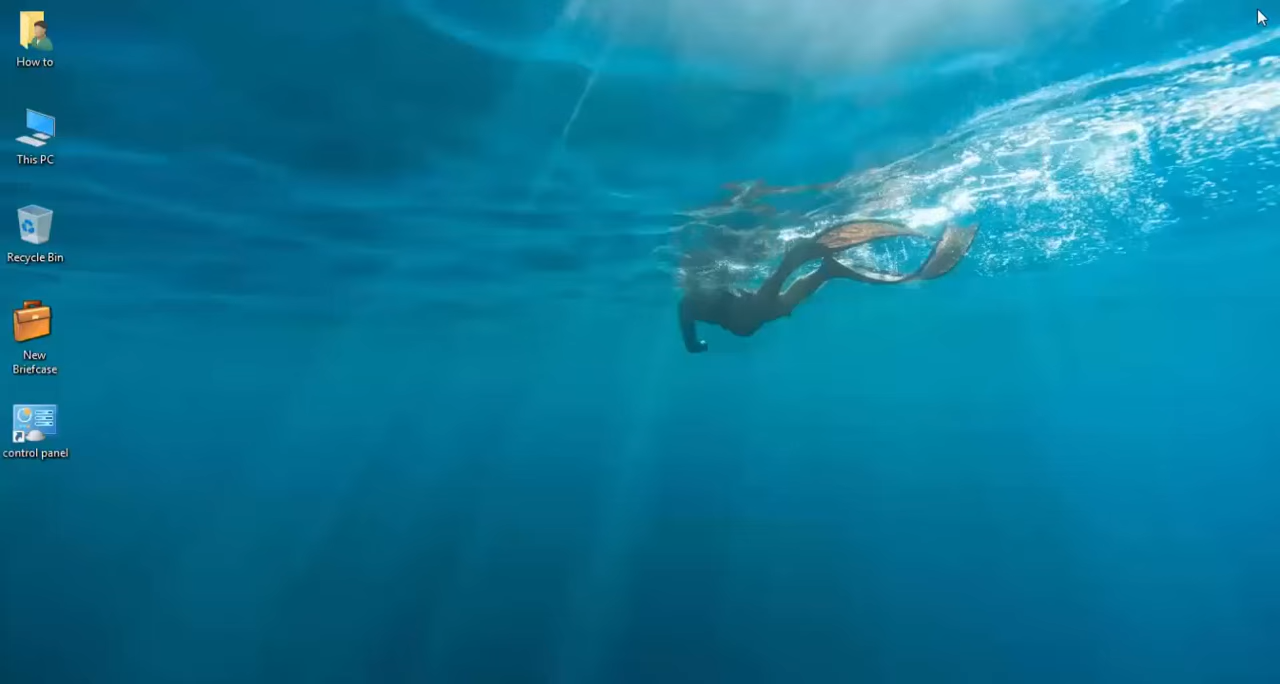 How to
This PC
Recycle Bin
New
Briefcase
control panel